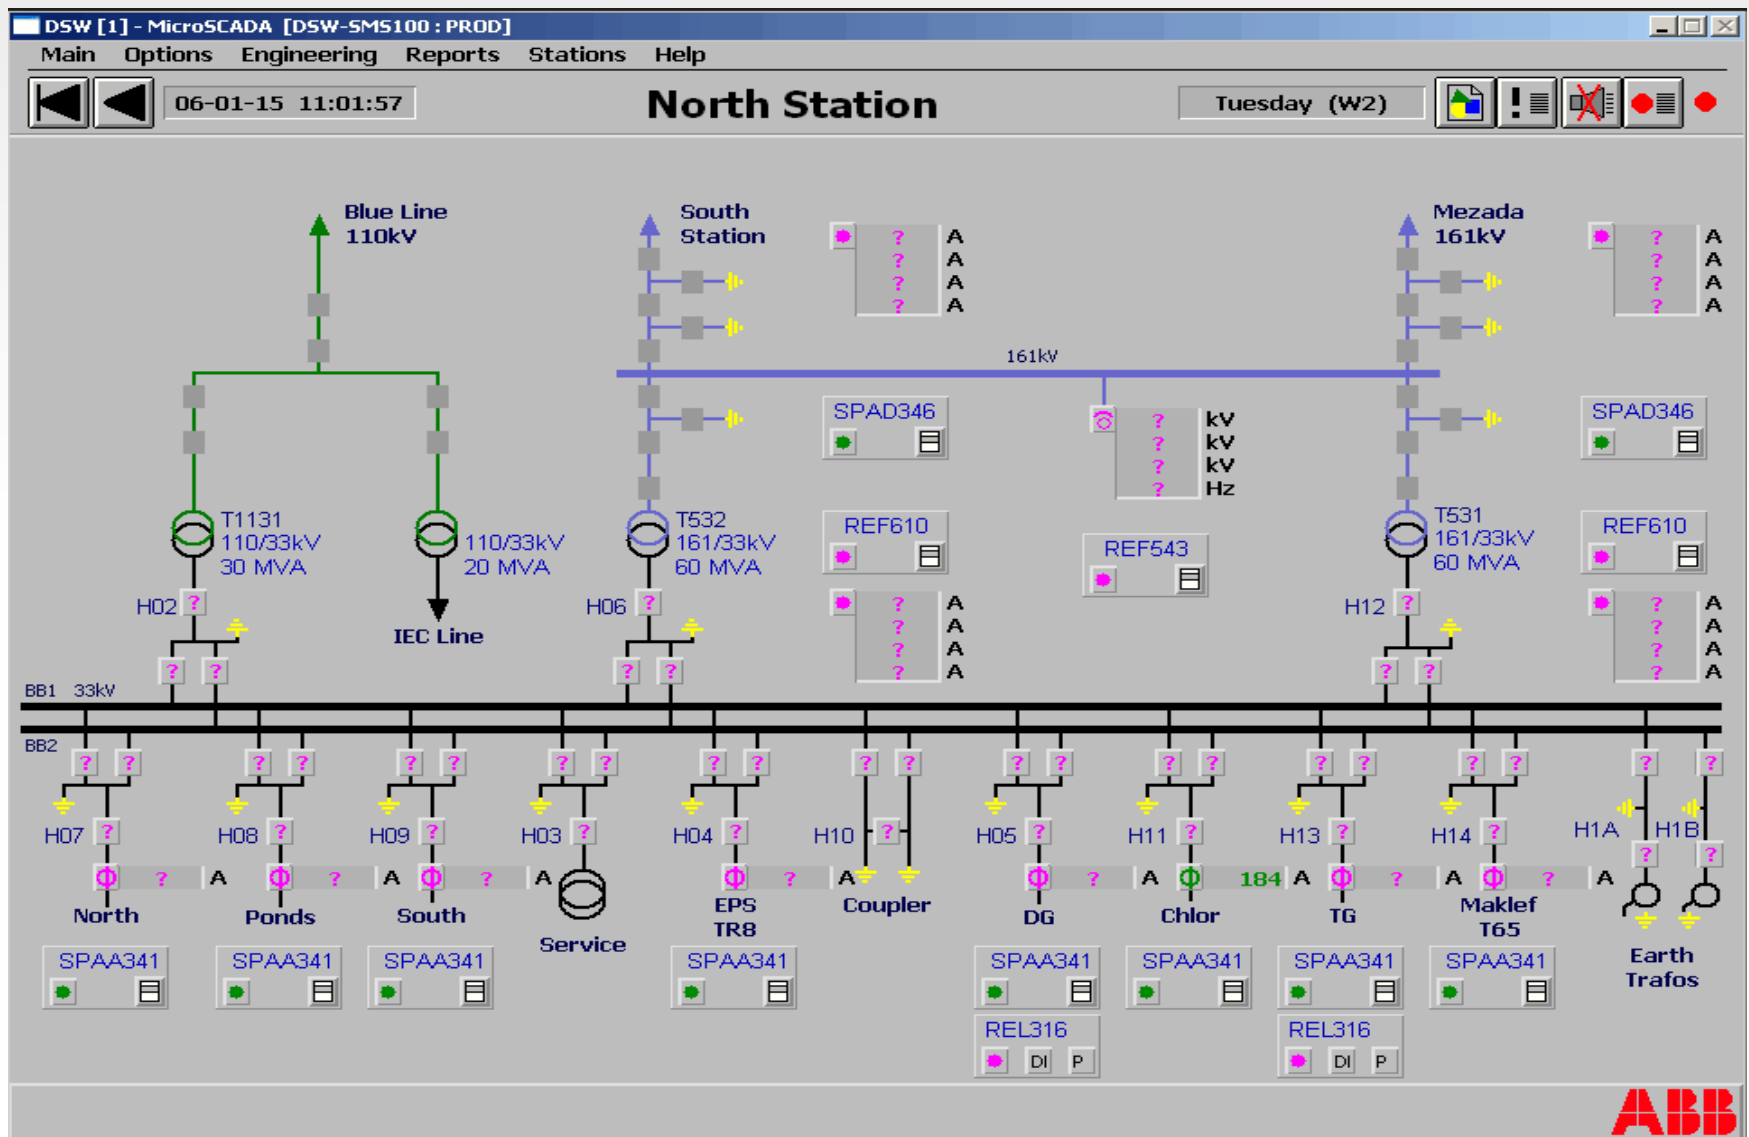 DSW [1] - MicroSCADA [DSW-SMS100 : PROD]
Main Options Engineering Reports Stations Help
06-01-15 11:01:57
North Station
Tuesday (W2)
Blue Line
110kV
South
Station
? A
? A
? A
? A
Mezada
161kV
? A
? A
? A
? A
161kV
SPAD346
? kV
? kV
? kV
? Hz
SPAD346
T1131
110/33kV
30 MVA
110/33kV
20 MVA
T532
161/33kV
60 MVA
REF610
REF543
T531
161/33kV
60 MVA
REF610
H02 ?
IEC Line
H06 ?
? A
? A
? A
? A
H12 ?
? A
? A
? A
? A
? ? ? ? ? ?
BB1 33kV
BB2
? ? ? ? ? ? ? ? ? ? ? ? ? ? ? ? ? ? ? ? ? ?
H07 ? H08 ? H09 ? H03 ? H04 ? H10 ? H05 ? H11 ? H13 ? H14 ? H1A H1B
? ?
? A ? A ? A ? A ? A 184 A ? A ? A
North
Ponds
South
Service
EPS
TR8
Coupler
DG
Chlor
TG
Maklef
T65
Earth
Trafos
SPAA341 SPAA341 SPAA341 SPAA341 SPAA341 SPAA341 SPAA341 SPAA341
REL316 REL316
DI P DI P
ABB